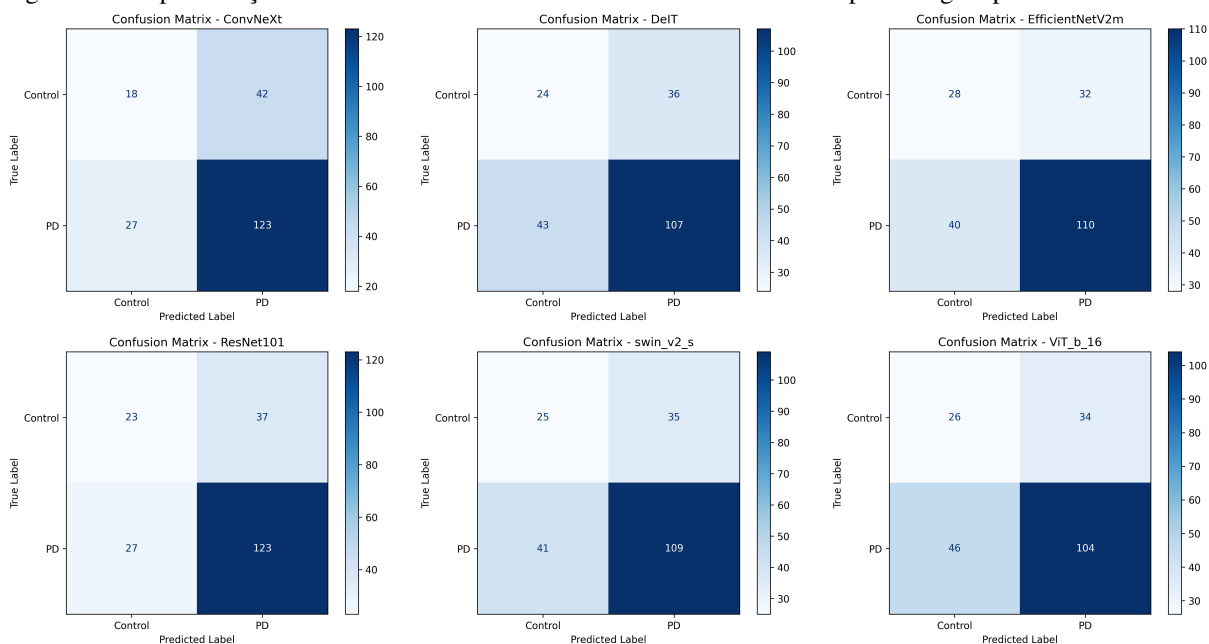 Confusion Matrix - ConvNeXt
Control
PD
True Label
18
42
27
123
Control
PD
Predicted Label
120
100
80
60
40
20
Confusion Matrix - DeIT
Control
PD
True Label
24
36
43
107
Control
PD
Predicted Label
100
90
80
70
60
50
40
30
Confusion Matrix - EfficientNetV2m
Control
PD
True Label
28
32
40
110
Control
PD
Predicted Label
110
100
90
80
70
60
50
40
30
Confusion Matrix - ResNet101
Control
PD
True Label
23
37
27
123
Control
PD
Predicted Label
120
100
80
60
40
Confusion Matrix - swin_v2_s
Control
PD
True Label
25
35
41
109
Control
PD
Predicted Label
100
90
80
70
60
50
40
30
Confusion Matrix - ViT_b_16
Control
PD
True Label
26
34
46
104
Control
PD
Predicted Label
100
90
80
70
60
50
40
30